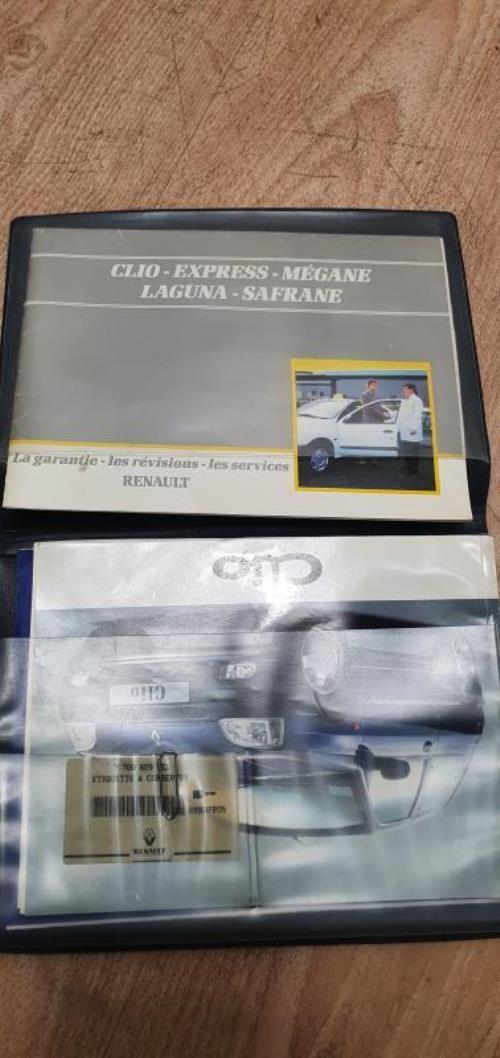 CLIO - EXPRESS - MÉGANE
LAGUNA - SAFRANE
La garantie - les révisions - les services
RENAULT
Clio
Clio
ETIQUETTE A CONSERVER
RENAULT